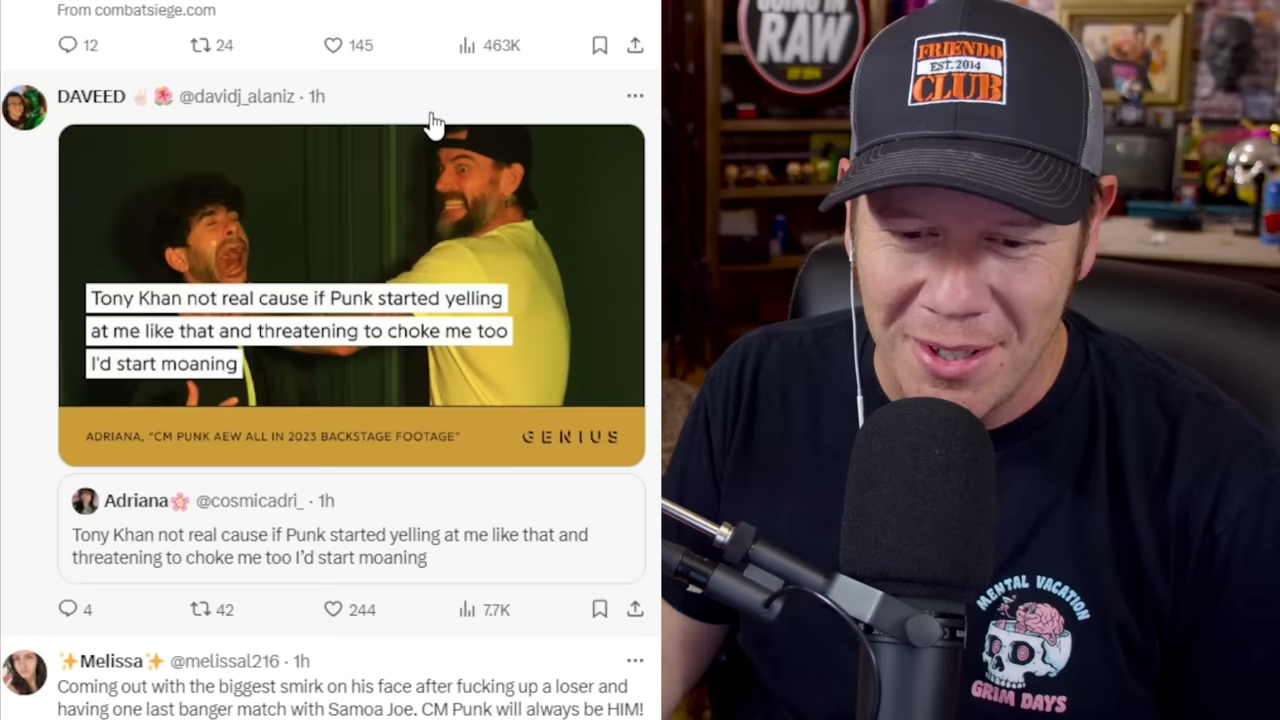 From combatsiege.com
12 24 145 463K
DAVEED @davidj_alaniz · 1h
Tony Khan not real cause if Punk started yelling
at me like that and threatening to choke me too
I'd start moaning
ADRIANA, "CM PUNK AEW ALL IN 2023 BACKSTAGE FOOTAGE"
GENIUS
Adriana @cosmicadri_ · 1h
Tony Khan not real cause if Punk started yelling at me like that and
threatening to choke me too I'd start moaning
4 42 244 7.7K
Melissa @melissal216 · 1h
Coming out with the biggest smirk on his face after fucking up a loser and
having one last banger match with Samoa Joe. CM Punk will always be HIM!
GOING IN
RAW
EST 2014
FRIENDO
EST. 2014
CLUB
MENTAL VACATION
GRIM DAYS